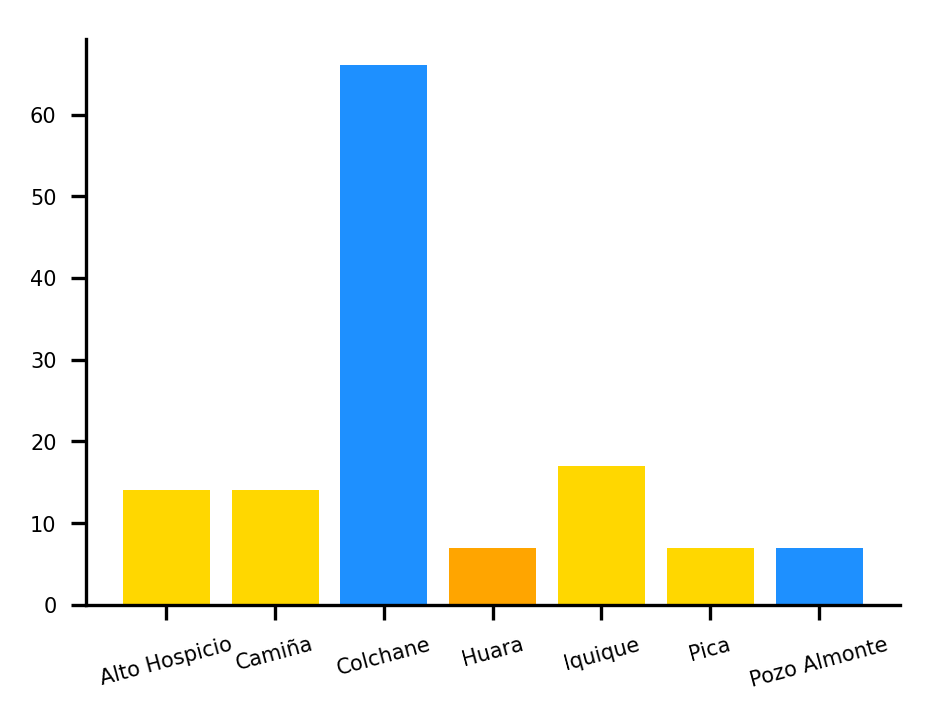 60
50
40
30
20
10
0
Alto Hospicio
Camiña
Colchane
Huara
Iquique
Pica
Pozo Almonte